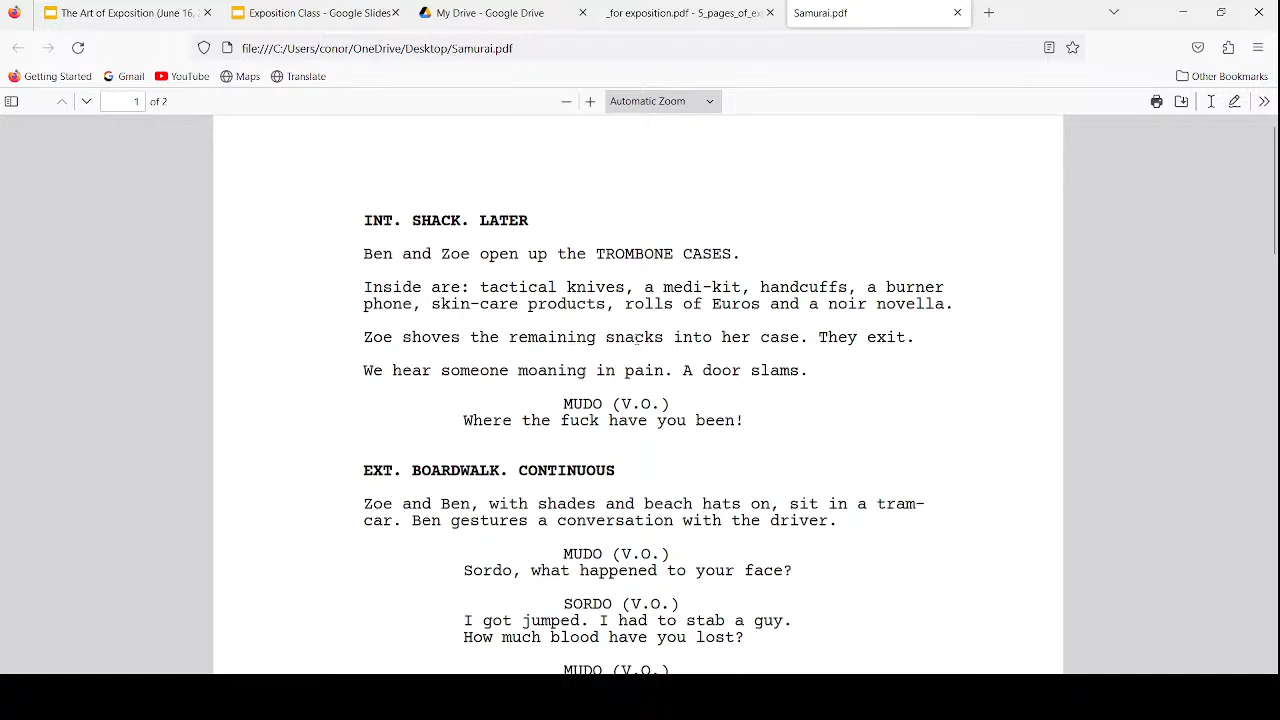 The Art of Exposition (June 16, 2
Exposition Class - Google Slides
My Drive - Google Drive
_for exposition.pdf - 5_pages_of_ex
Samurai.pdf
file:///C:/Users/conor/OneDrive/Desktop/Samurai.pdf
Getting Started
Gmail
YouTube
Maps
Translate
Other Bookmarks
1 of 2
Automatic Zoom
INT. SHACK. LATER
Ben and Zoe open up the TROMBONE CASES.
Inside are: tactical knives, a medi-kit, handcuffs, a burner
phone, skin-care products, rolls of Euros and a noir novella.
Zoe shoves the remaining snacks into her case. They exit.
We hear someone moaning in pain. A door slams.
MUDO (V.O.)
Where the fuck have you been!
EXT. BOARDWALK. CONTINUOUS
Zoe and Ben, with shades and beach hats on, sit in a tram-
car. Ben gestures a conversation with the driver.
MUDO (V.O.)
Sordo, what happened to your face?
SORDO (V.O.)
I got jumped. I had to stab a guy.
How much blood have you lost?
MUDO (V.O.)